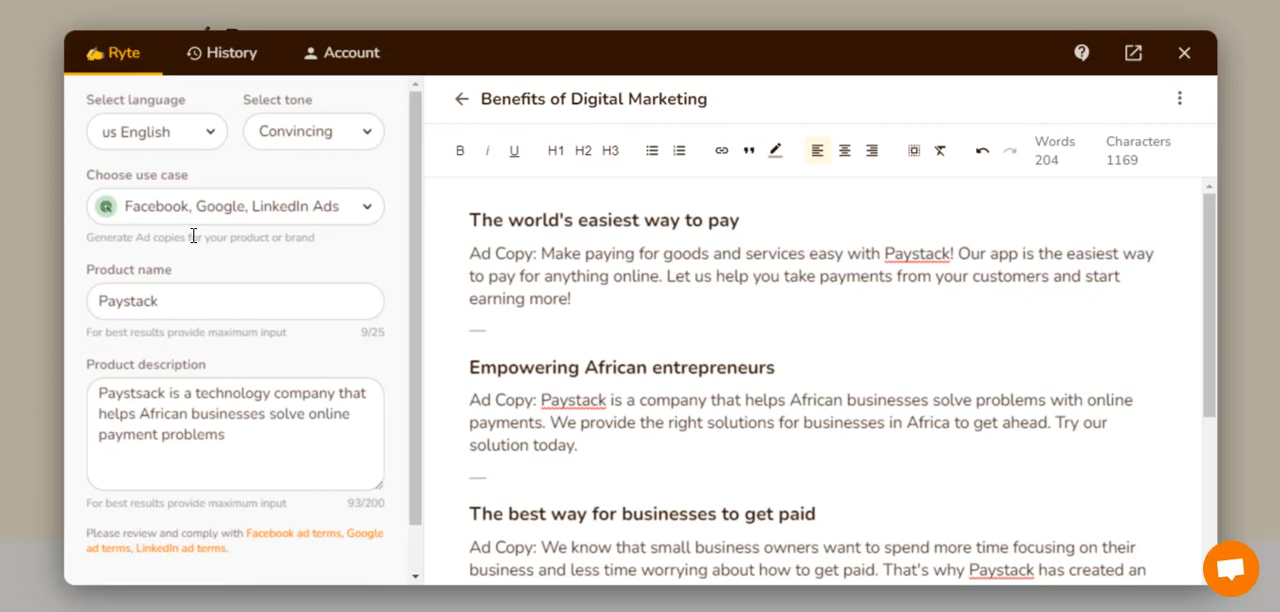 Ryte
History
Account
Select language
Select tone
us English
Convincing
Choose use case
Facebook, Google, LinkedIn Ads
Generate Ad copies for your product or brand
Product name
Paystack
For best results provide maximum input
9/25
Product description
Paystsack is a technology company that
helps African businesses solve online
payment problems
For best results provide maximum input
93/200
Please review and comply with Facebook ad terms, Google
ad terms, LinkedIn ad terms.
Benefits of Digital Marketing
B i U H1 H2 H3
Words
204
Characters
1169
The world's easiest way to pay
Ad Copy: Make paying for goods and services easy with Paystack! Our app is the easiest way
to pay for anything online. Let us help you take payments from your customers and start
earning more!
—
Empowering African entrepreneurs
Ad Copy: Paystack is a company that helps African businesses solve problems with online
payments. We provide the right solutions for businesses in Africa to get ahead. Try our
solution today.
—
The best way for businesses to get paid
Ad Copy: We know that small business owners want to spend more time focusing on their
business and less time worrying about how to get paid. That's why Paystack has created an